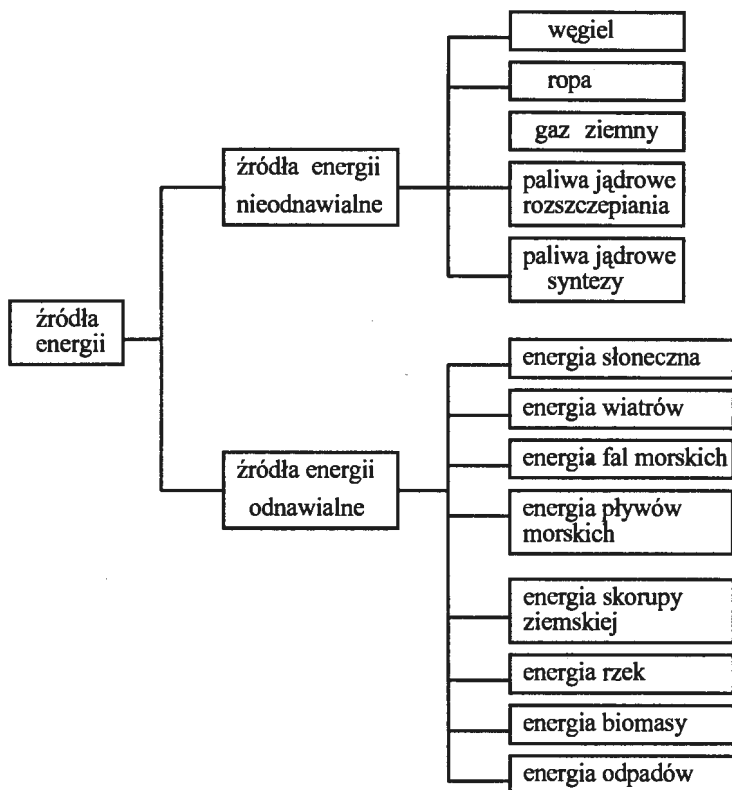 węgiel
ropa
gaz ziemny
źródła energii
nieodnawialne
paliwa jądrowe
rozszczepiania
paliwa jądrowe
syntezy
źródła
energii
energia słoneczna
energia wiatrów
źródła energii
odnawialne
energia fal morskich
energia pływów
morskich
energia skorupy
ziemskiej
energia rzek
energia biomasy
energia odpadów